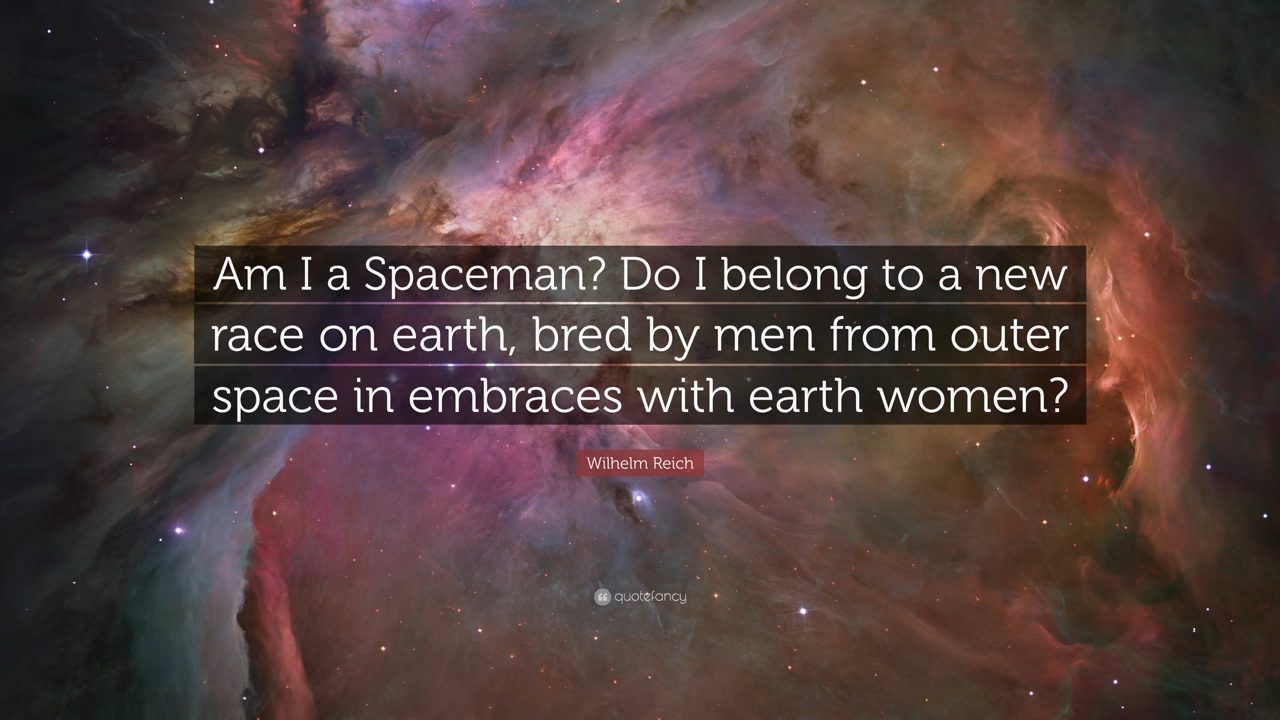 Am I a Spaceman? Do I belong to a new
race on earth, bred by men from outer
space in embraces with earth women?
Wilhelm Reich
quotefancy